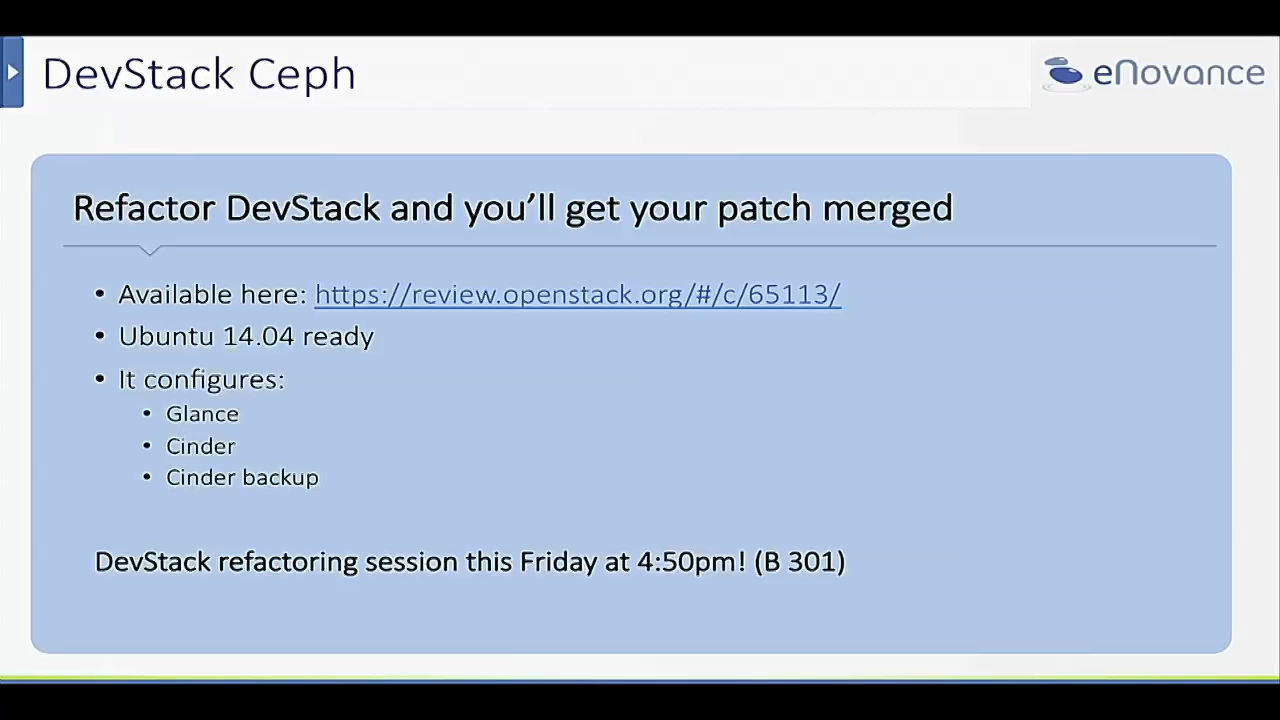 DevStack Ceph
eNovance
Refactor DevStack and you’ll get your patch merged
• Available here: https://review.openstack.org/#/c/65113/
• Ubuntu 14.04 ready
• It configures:
• Glance
• Cinder
• Cinder backup
DevStack refactoring session this Friday at 4:50pm! (B 301)